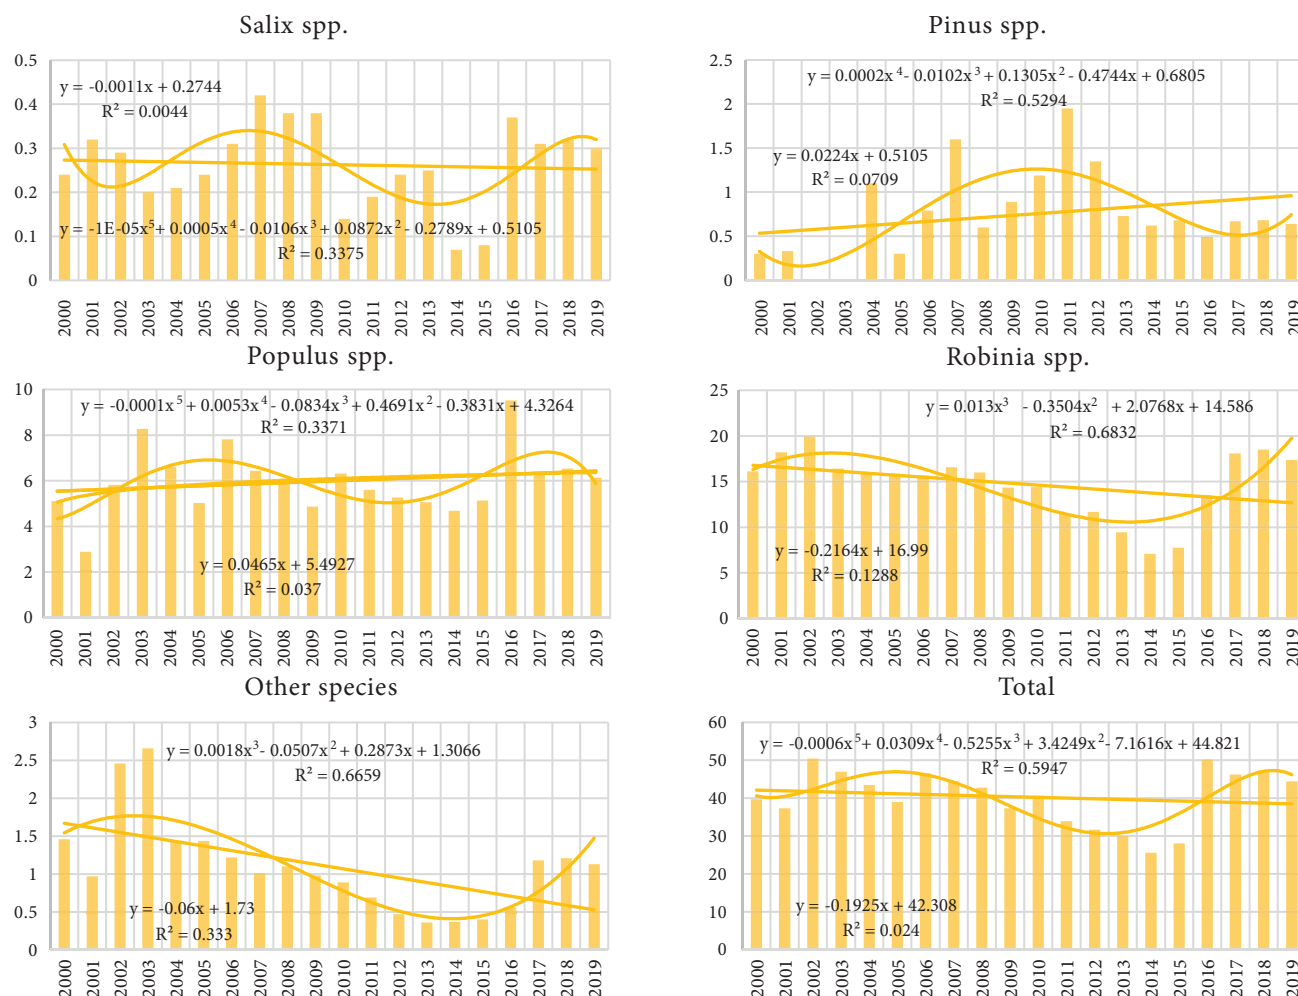 Salix spp.
0.5
0.4
0.3
0.2
0.1
0
y = -0.0011x + 0.2744
R² = 0.0044
y = -1E-05x⁵+ 0.0005x⁴ - 0.0106x³ + 0.0872x² - 0.2789x + 0.5105
R² = 0.3375
2000 2001 2002 2003 2004 2005 2006 2007 2008 2009 2010 2011 2012 2013 2014 2015 2016 2017 2018 2019
Pinus spp.
2.5
2
1.5
1
0.5
0
y = 0.0002x⁴- 0.0102x³ + 0.1305x² - 0.4744x + 0.6805
R² = 0.5294
y = 0.0224x + 0.5105
R² = 0.0709
2000 2001 2002 2003 2004 2005 2006 2007 2008 2009 2010 2011 2012 2013 2014 2015 2016 2017 2018 2019
Populus spp.
10
8
6
4
2
0
y = -0.0001x⁵ + 0.0053x⁴ - 0.0834x³ + 0.4691x² - 0.3831x + 4.3264
R² = 0.3371
y = 0.0465x + 5.4927
R² = 0.037
2000 2001 2002 2003 2004 2005 2006 2007 2008 2009 2010 2011 2012 2013 2014 2015 2016 2017 2018 2019
Robinia spp.
25
20
15
10
5
0
y = 0.013x³ - 0.3504x² + 2.0768x + 14.586
R² = 0.6832
y = -0.2164x + 16.99
R² = 0.1288
2000 2001 2002 2003 2004 2005 2006 2007 2008 2009 2010 2011 2012 2013 2014 2015 2016 2017 2018 2019
Other species
3
2.5
2
1.5
1
0.5
0
y = 0.0018x³- 0.0507x² + 0.2873x + 1.3066
R² = 0.6659
y = -0.06x + 1.73
R² = 0.333
2000 2001 2002 2003 2004 2005 2006 2007 2008 2009 2010 2011 2012 2013 2014 2015 2016 2017 2018 2019
Total
60
50
40
30
20
10
0
y = -0.0006x⁵+ 0.0309x⁴- 0.5255x³ + 3.4249x²- 7.1616x + 44.821
R² = 0.5947
y = -0.1925x + 42.308
R² = 0.024
2000 2001 2002 2003 2004 2005 2006 2007 2008 2009 2010 2011 2012 2013 2014 2015 2016 2017 2018 2019